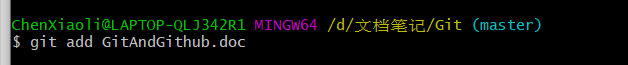 ChenXiaoli@LAPTOP-QLJ342R1 MINGW64 /d/文档笔记/Git (master)
$ git add GitAndGithub.doc